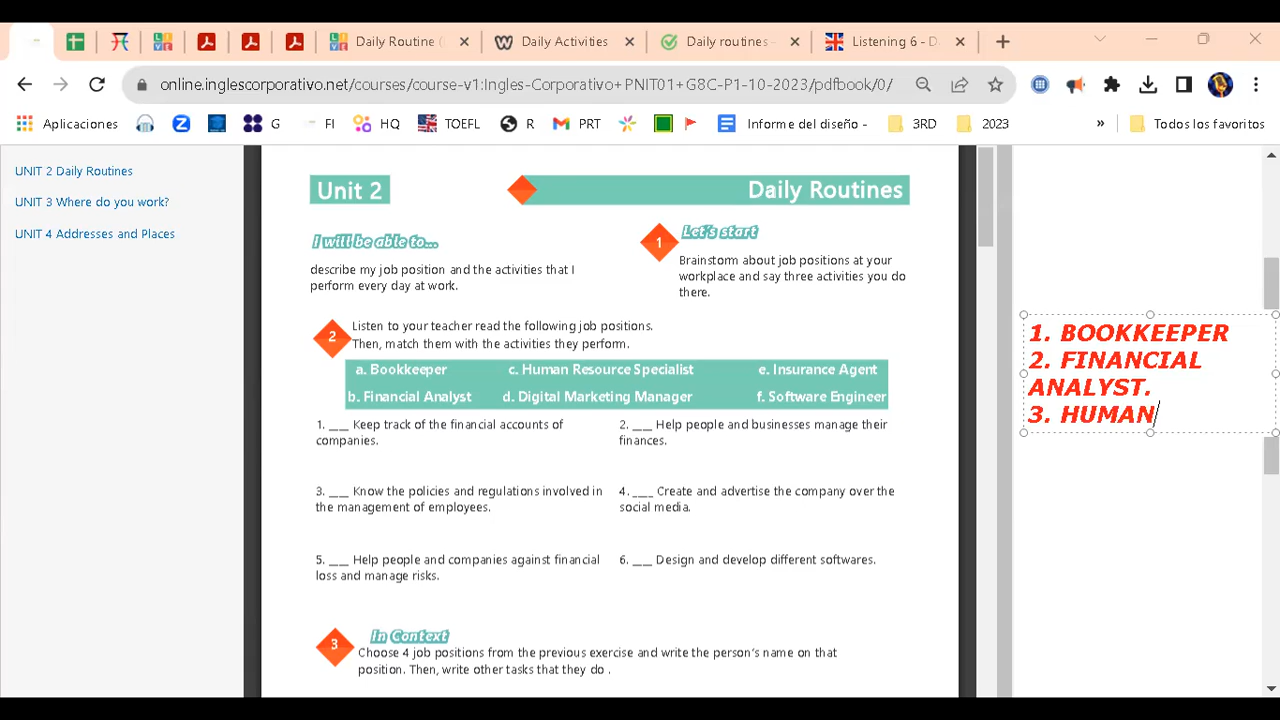 Daily Routine (
Daily Activities
Daily routines-
Listening 6 - D
online.inglescorporativo.net/courses/course-v1:Ingles-Corporativo+PNIT01+G8C-P1-10-2023/pdfbook/0/
Aplicaciones
G
FI
HQ
TOEFL
R
PRT
Informe del diseño -
3RD
2023
»
Todos los favoritos
UNIT 2 Daily Routines
UNIT 3 Where do you work?
UNIT 4 Addresses and Places
Unit 2
Daily Routines
I will be able to...
describe my job position and the activities that I
perform every day at work.
1
Let's start
Brainstorm about job positions at your
workplace and say three activities you do
there.
2
Listen to your teacher read the following job positions.
Then, match them with the activities they perform.
a. Bookkeeper
c. Human Resource Specialist
e. Insurance Agent
b. Financial Analyst
d. Digital Marketing Manager
f. Software Engineer
1. ___ Keep track of the financial accounts of
companies.
2. ___ Help people and businesses manage their
finances.
3. ___ Know the policies and regulations involved in
the management of employees.
4. ___ Create and advertise the company over the
social media.
5. ___ Help people and companies against financial
loss and manage risks.
6. ___ Design and develop different softwares.
3
In Context
Choose 4 job positions from the previous exercise and write the person's name on that
position. Then, write other tasks that they do .
1. BOOKKEEPER
2. FINANCIAL
ANALYST.
3. HUMAN